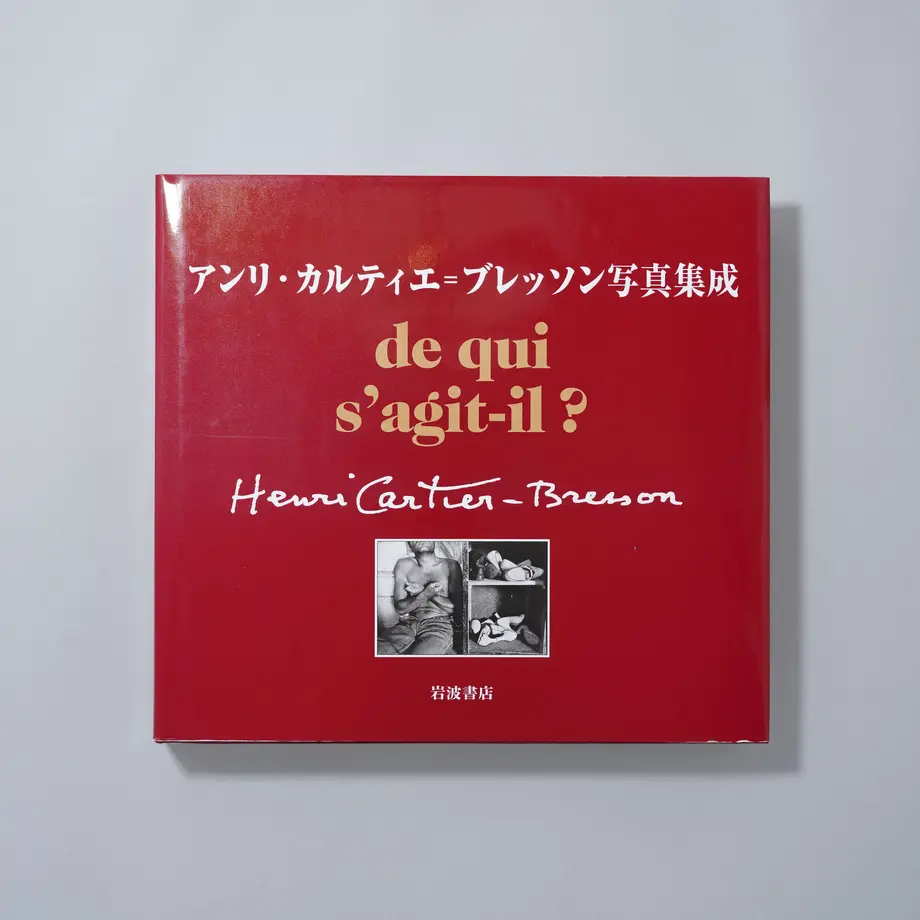 アンリ・カルティエ=ブレッソン写真集成
de qui
s’agit-il ?
Henri Cartier-Bresson
岩波書店